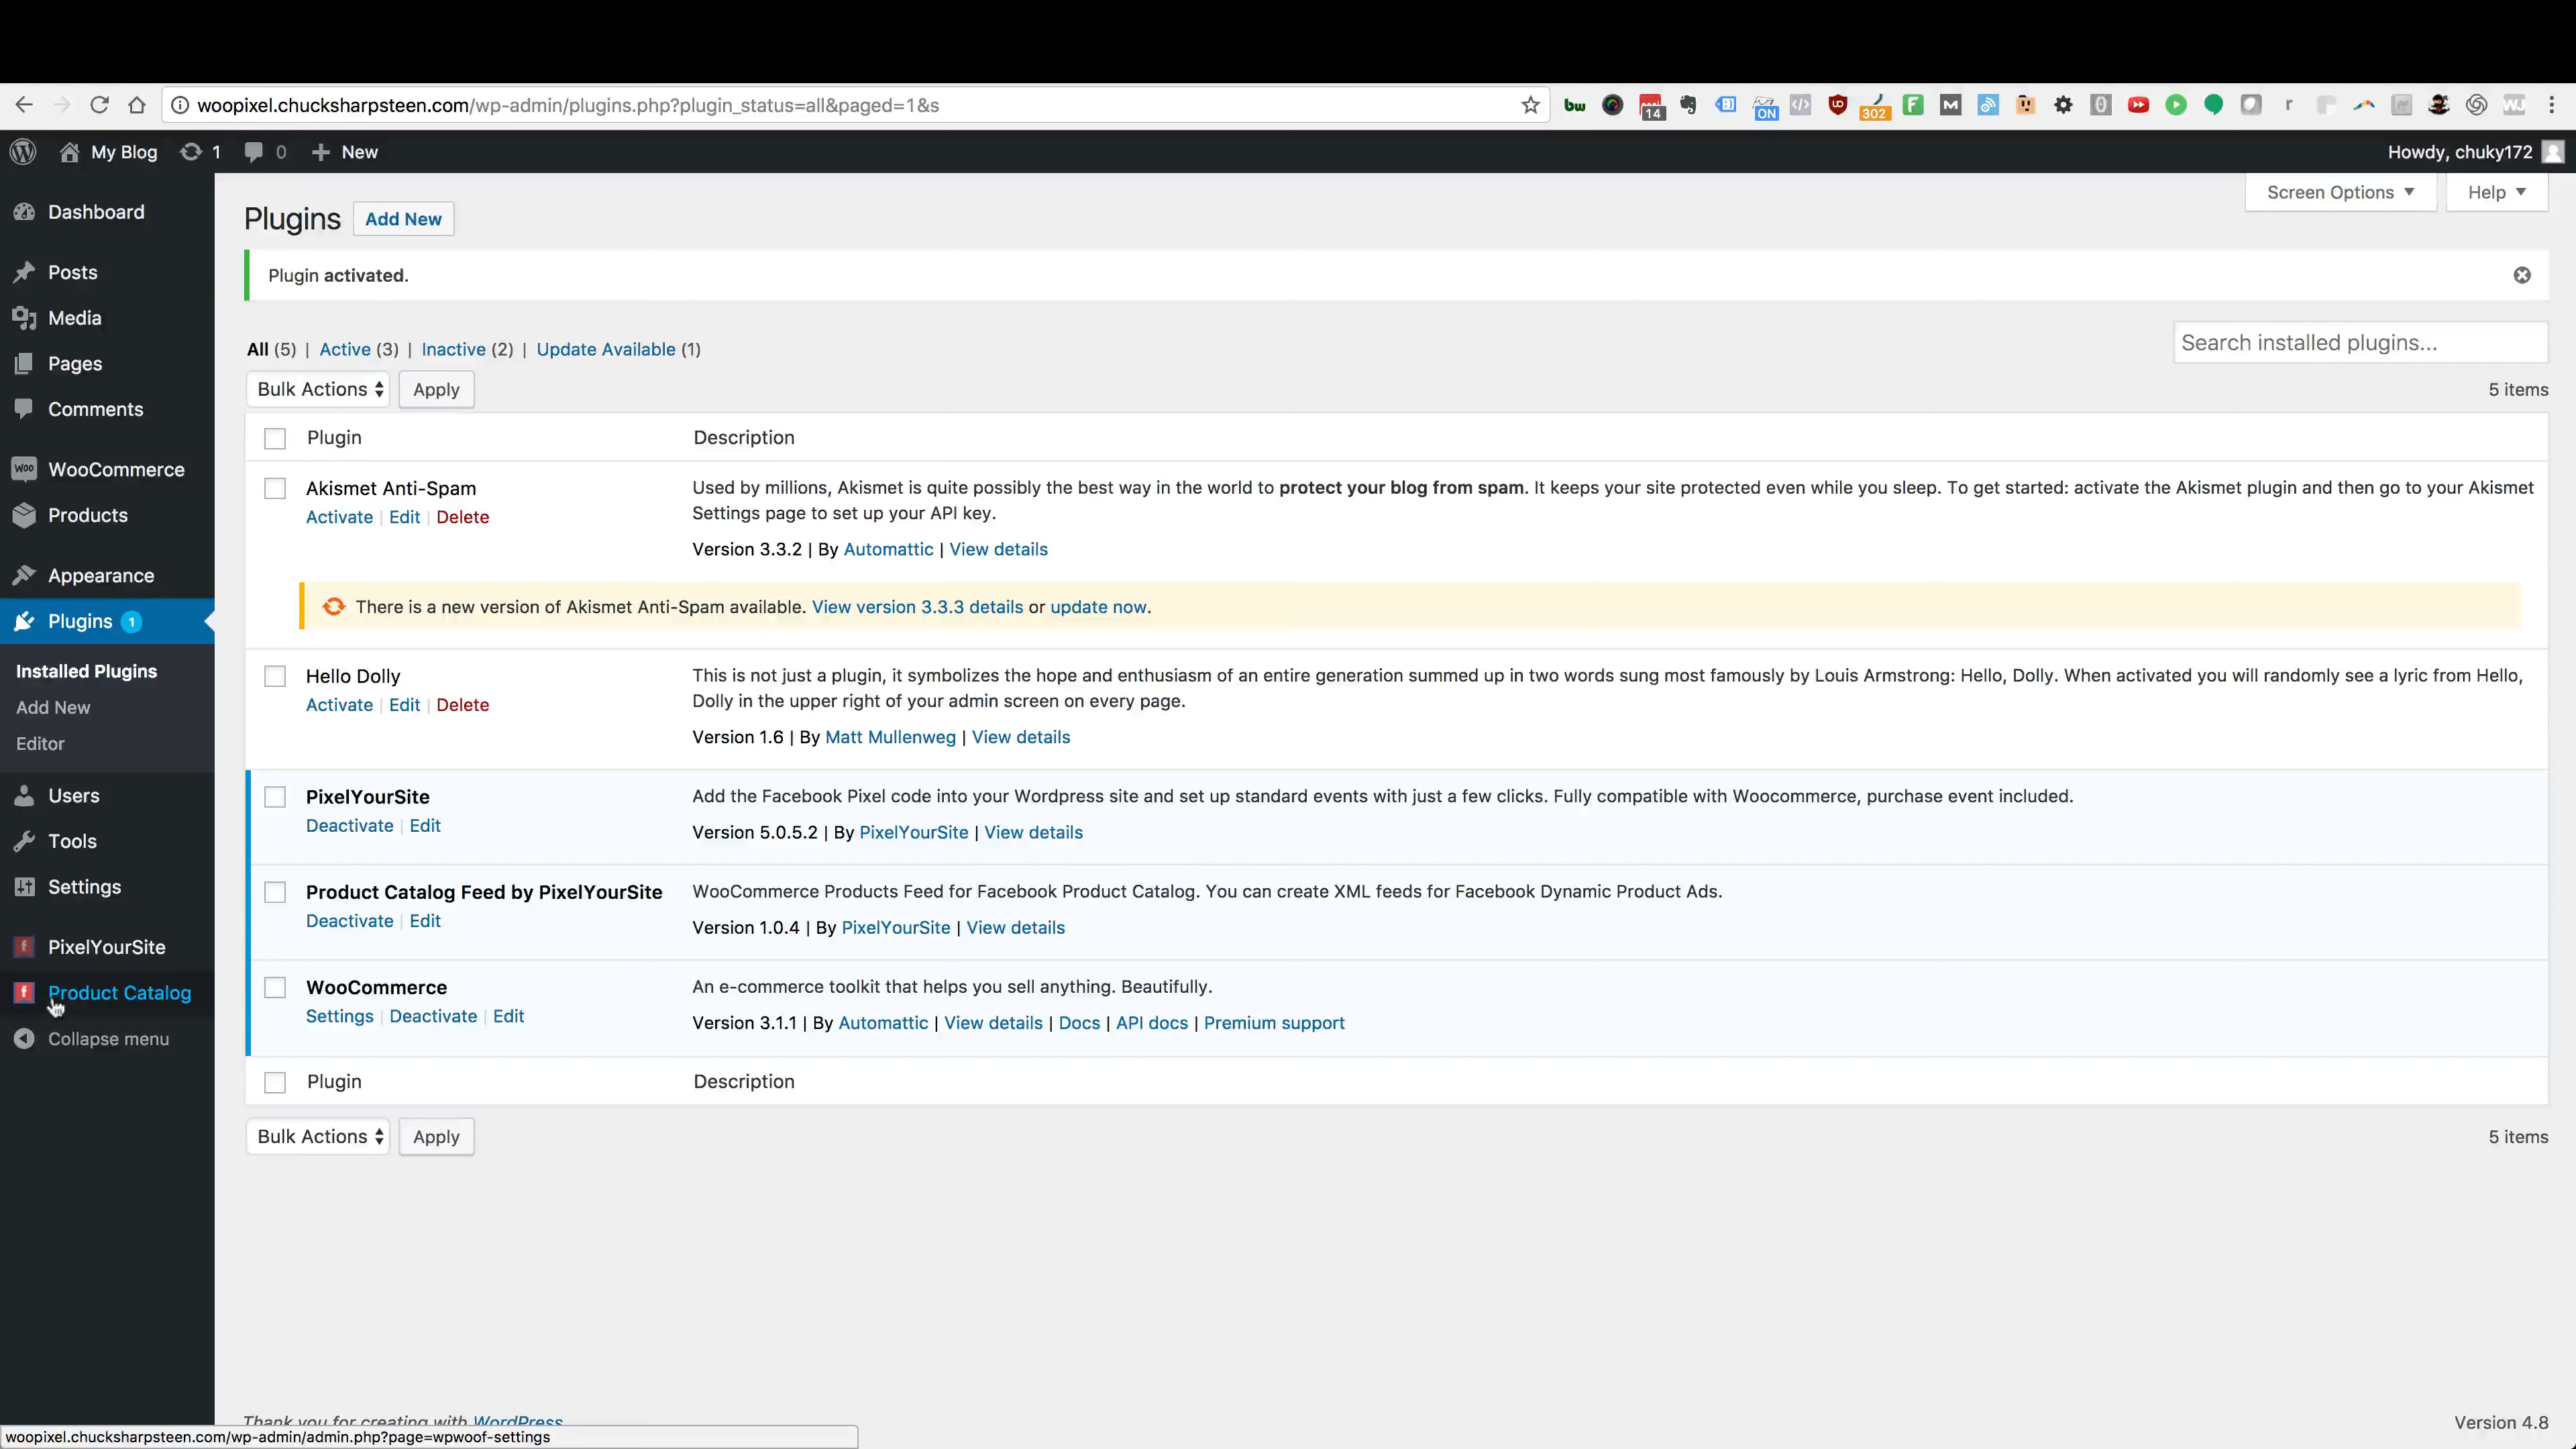 woopixel.chucksharpsteen.com/wp-admin/plugins.php?plugin_status=all&paged=1&s
bw 14 ON 302 F M r WJ
My Blog 1 0 New Howdy, chuky172
Screen Options Help
Dashboard
Posts
Media
Pages
Comments
Woo WooCommerce
Products
Appearance
Plugins 1
Installed Plugins
Add New
Editor
Users
Tools
Settings
PixelYourSite
Product Catalog
Collapse menu
Plugins Add New
Plugin activated.
All (5) | Active (3) | Inactive (2) | Update Available (1)
Search installed plugins...
Bulk Actions Apply 5 items
Plugin Description
Akismet Anti-Spam
Activate | Edit | Delete
Used by millions, Akismet is quite possibly the best way in the world to protect your blog from spam. It keeps your site protected even while you sleep. To get started: activate the Akismet plugin and then go to your Akismet
Settings page to set up your API key.
Version 3.3.2 | By Automattic | View details
There is a new version of Akismet Anti-Spam available. View version 3.3.3 details or update now.
Hello Dolly
Activate | Edit | Delete
This is not just a plugin, it symbolizes the hope and enthusiasm of an entire generation summed up in two words sung most famously by Louis Armstrong: Hello, Dolly. When activated you will randomly see a lyric from Hello,
Dolly in the upper right of your admin screen on every page.
Version 1.6 | By Matt Mullenweg | View details
PixelYourSite
Deactivate | Edit
Add the Facebook Pixel code into your Wordpress site and set up standard events with just a few clicks. Fully compatible with Woocommerce, purchase event included.
Version 5.0.5.2 | By PixelYourSite | View details
Product Catalog Feed by PixelYourSite
Deactivate | Edit
WooCommerce Products Feed for Facebook Product Catalog. You can create XML feeds for Facebook Dynamic Product Ads.
Version 1.0.4 | By PixelYourSite | View details
WooCommerce
Settings | Deactivate | Edit
An e-commerce toolkit that helps you sell anything. Beautifully.
Version 3.1.1 | By Automattic | View details | Docs | API docs | Premium support
Plugin Description
Bulk Actions Apply 5 items
Thank you for creating with WordPress
Version 4.8
woopixel.chucksharpsteen.com/wp-admin/admin.php?page=wpwoof-settings